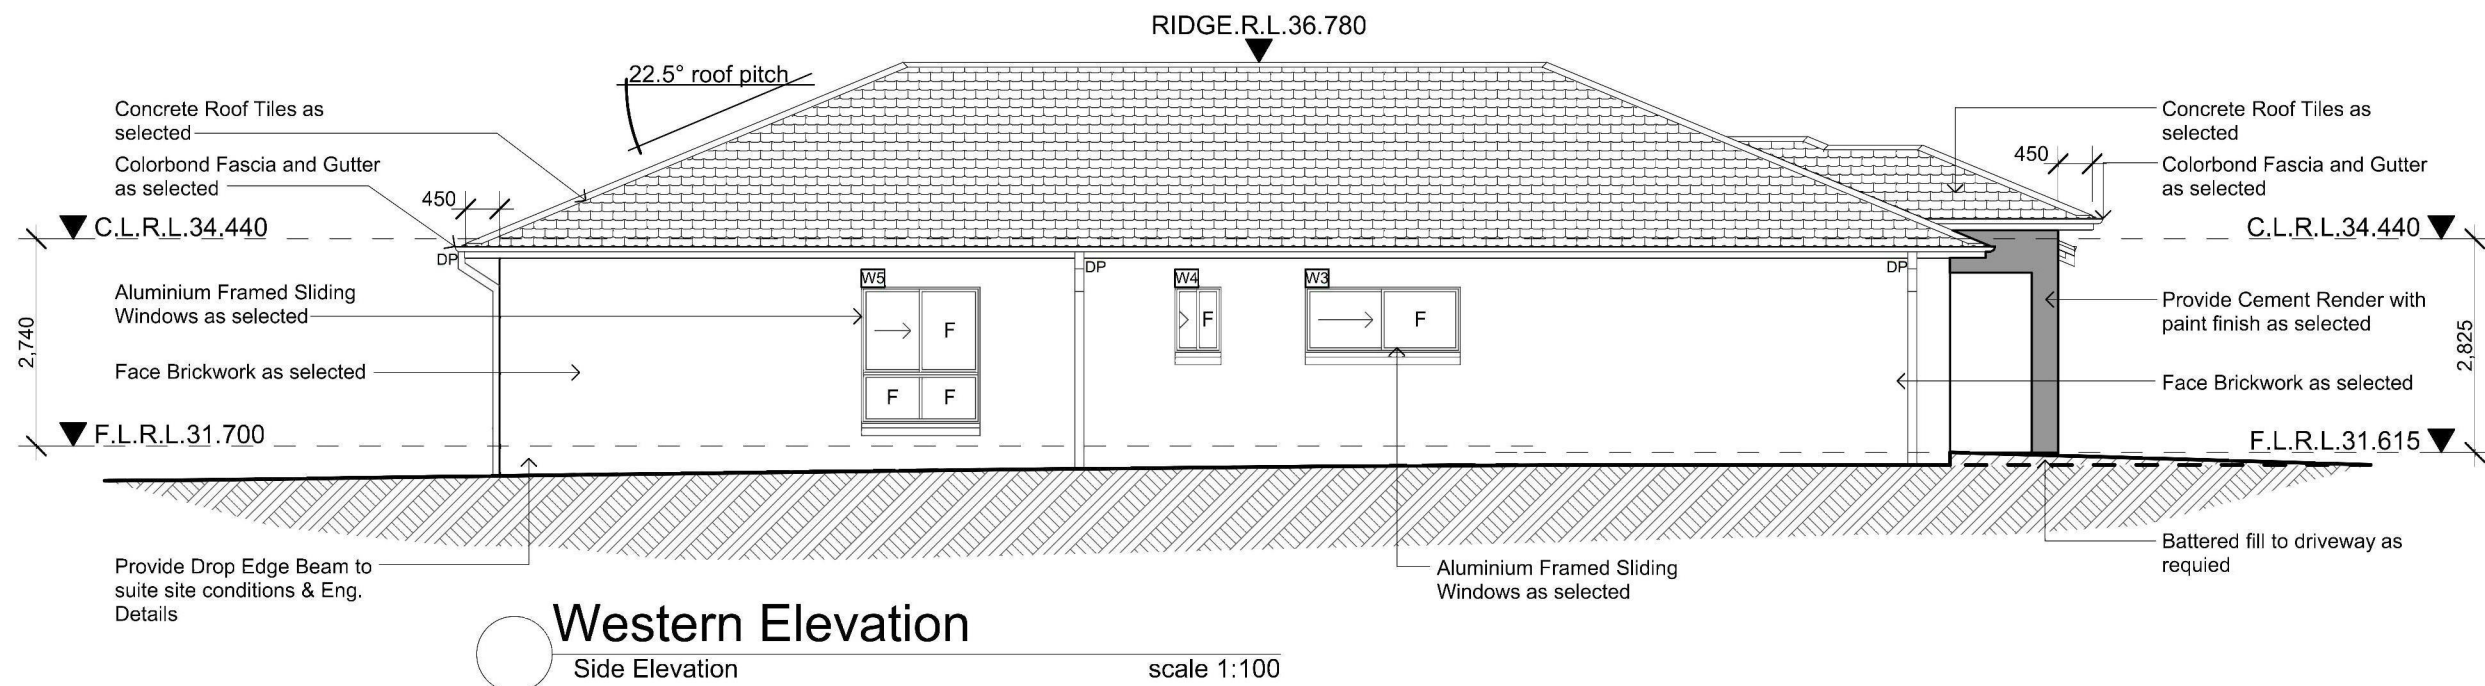 RIDGE.R.L.36.780
22.5° roof pitch
Concrete Roof Tiles as
selected
Colorbond Fascia and Gutter
as selected
450
C.L.R.L.34.440
DP
Aluminium Framed Sliding
Windows as selected
2,740
Face Brickwork as selected
F.L.R.L.31.700
Provide Drop Edge Beam to
suite site conditions & Eng.
Details
W5
F
F
F
DP
W4
F
W3
F
DP
Concrete Roof Tiles as
selected
450
Colorbond Fascia and Gutter
as selected
C.L.R.L.34.440
Provide Cement Render with
paint finish as selected
2,825
Face Brickwork as selected
F.L.R.L.31.615
Battered fill to driveway as
requied
Aluminium Framed Sliding
Windows as selected
Western Elevation
Side Elevation
scale 1:100